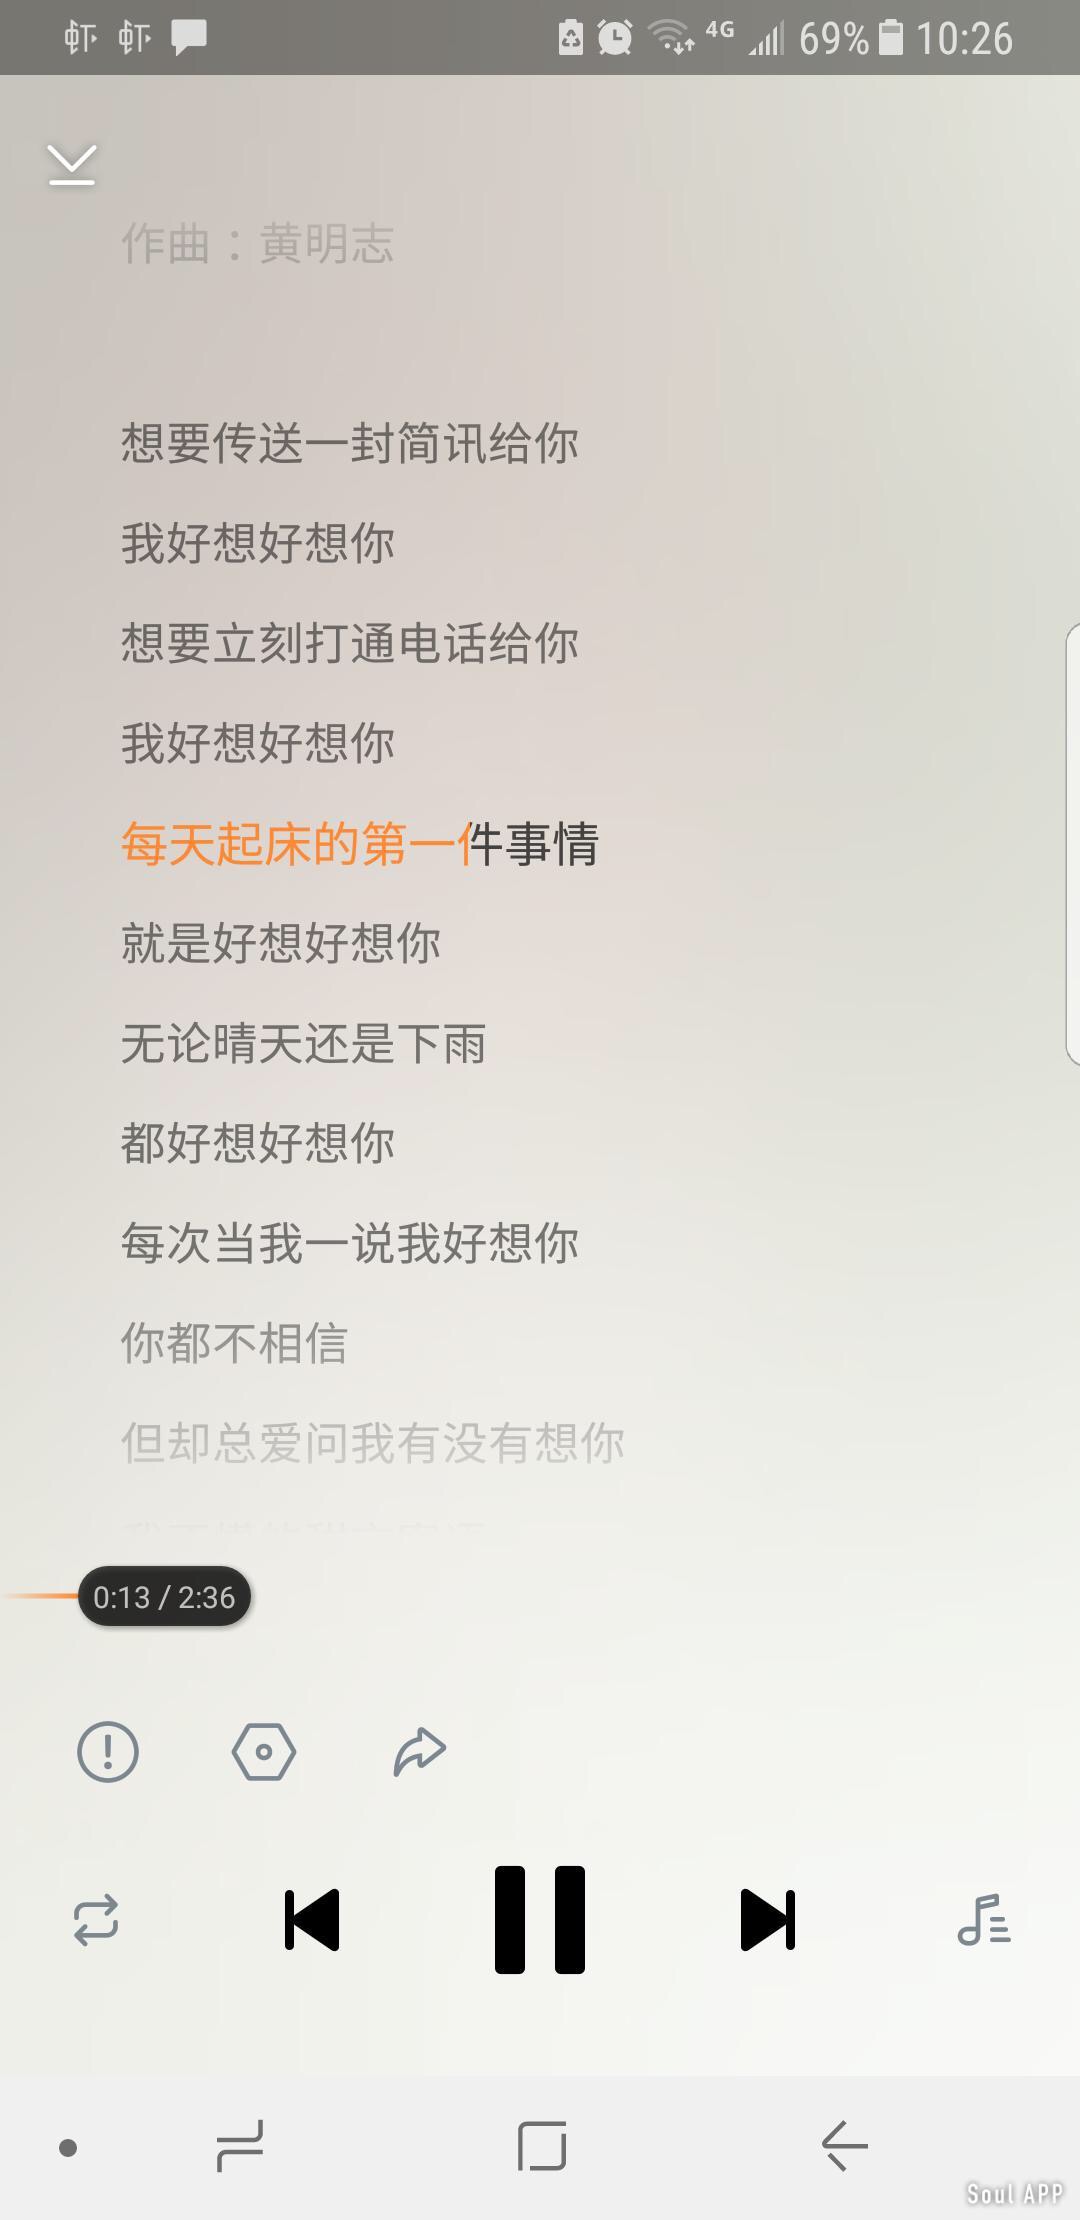 4G 69% 10:26
作曲：黄明志
想要传送一封简讯给你
我好想好想你
想要立刻打通电话给你
我好想好想你
每天起床的第一件事情
就是好想好想你
无论晴天还是下雨
都好想好想你
每次当我一说我好想你
你都不相信
但却总爱问我有没有想你
0:13 / 2:36
Soul APP